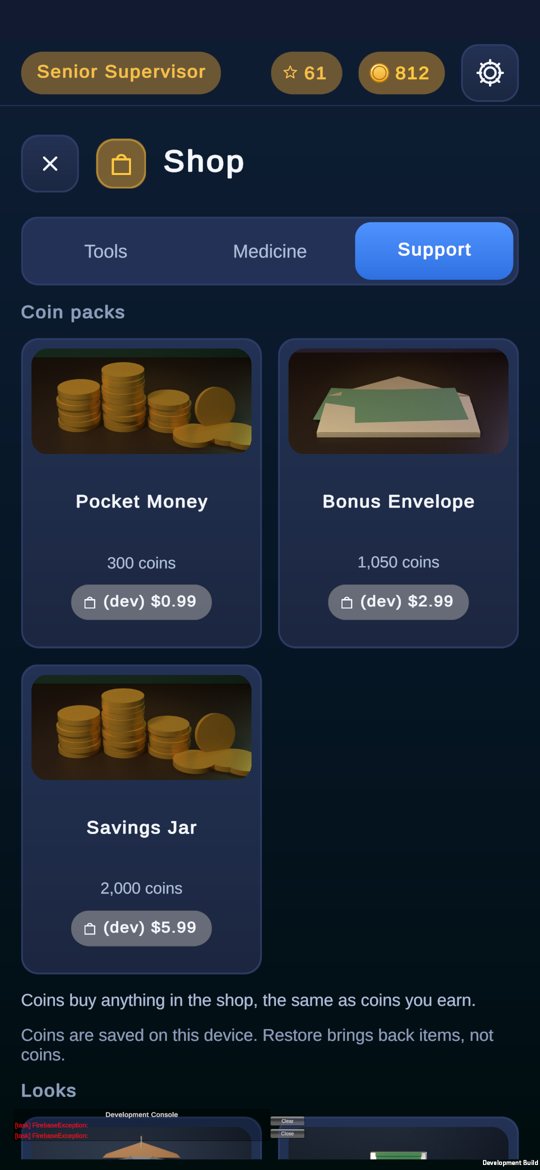 Senior Supervisor
61
812
Shop
Tools
Medicine
Support
Coin packs
Pocket Money
300 coins
(dev) $0.99
Bonus Envelope
1,050 coins
(dev) $2.99
Savings Jar
2,000 coins
(dev) $5.99
Coins buy anything in the shop, the same as coins you earn.
Coins are saved on this device. Restore brings back items, not
coins.
Looks
Development Console
Clear
Close
FirebaseException:
FirebaseException:
Development Build